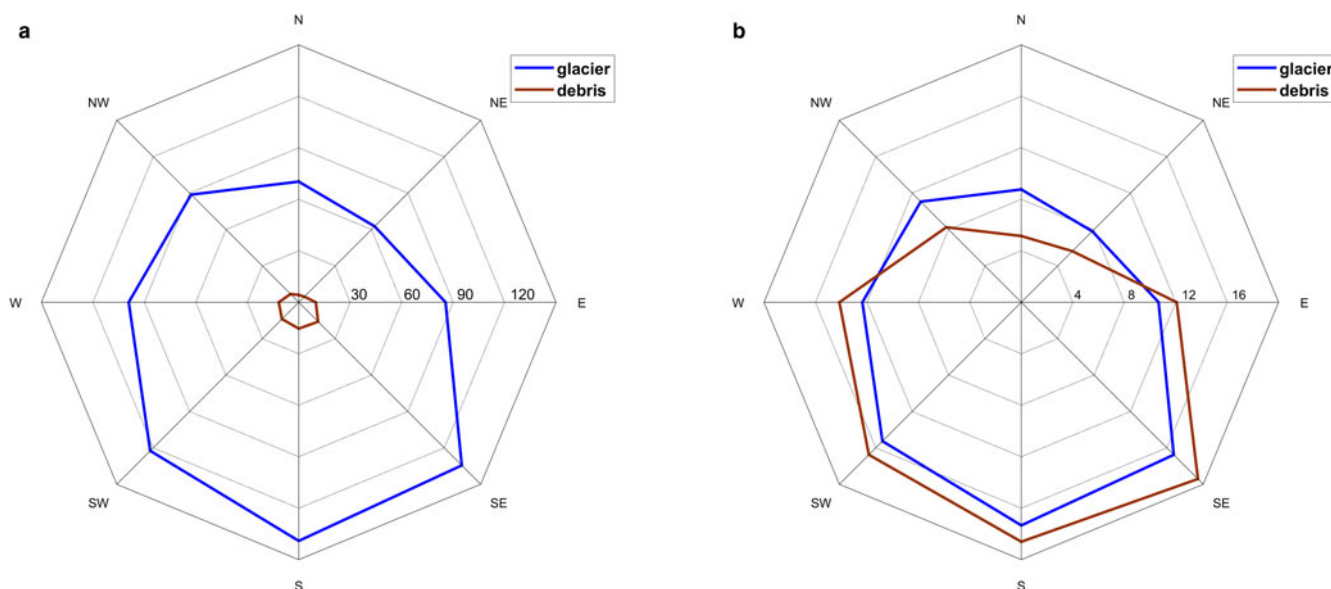 a
N
NE
E
SE
S
SW
W
NW
30 60 90 120
glacier
debris
b
N
NE
E
SE
S
SW
W
NW
4 8 12 16
glacier
debris